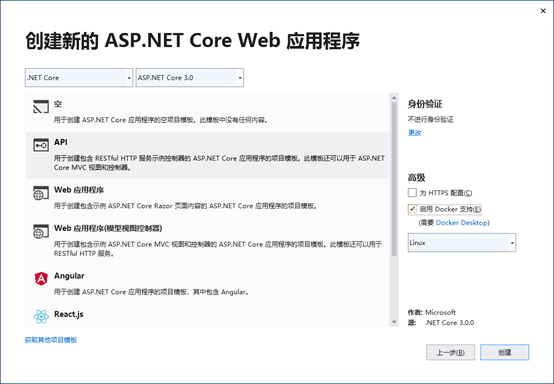 创建新的 ASP.NET Core Web 应用程序
.NET Core
ASP.NET Core 3.0
空
用于创建 ASP.NET Core 应用程序的空项目模板。此模板中没有任何内容。
API
用于创建包含 RESTful HTTP 服务示例控制器的 ASP.NET Core 应用程序的项目模板。此模板还可以用于 ASP.NET
Core MVC 视图和控制器。
Web 应用程序
用于创建包含示例 ASP.NET Core Razor 页面内容的 ASP.NET Core 应用程序的项目模板。
Web 应用程序(模型视图控制器)
用于创建包含示例 ASP.NET Core MVC 视图和控制器的 ASP.NET Core 应用程序的项目模板。此模板还可以用于
RESTful HTTP 服务。
Angular
用于创建 ASP.NET Core 应用程序的项目模板，其中包含 Angular。
React.js
获取其他项目模板
身份验证
不进行身份验证
更改
高级
为 HTTPS 配置(C)
启用 Docker 支持(E)
(需要 Docker Desktop)
Linux
作者: Microsoft
源: .NET Core 3.0.0
上一步(B)
创建